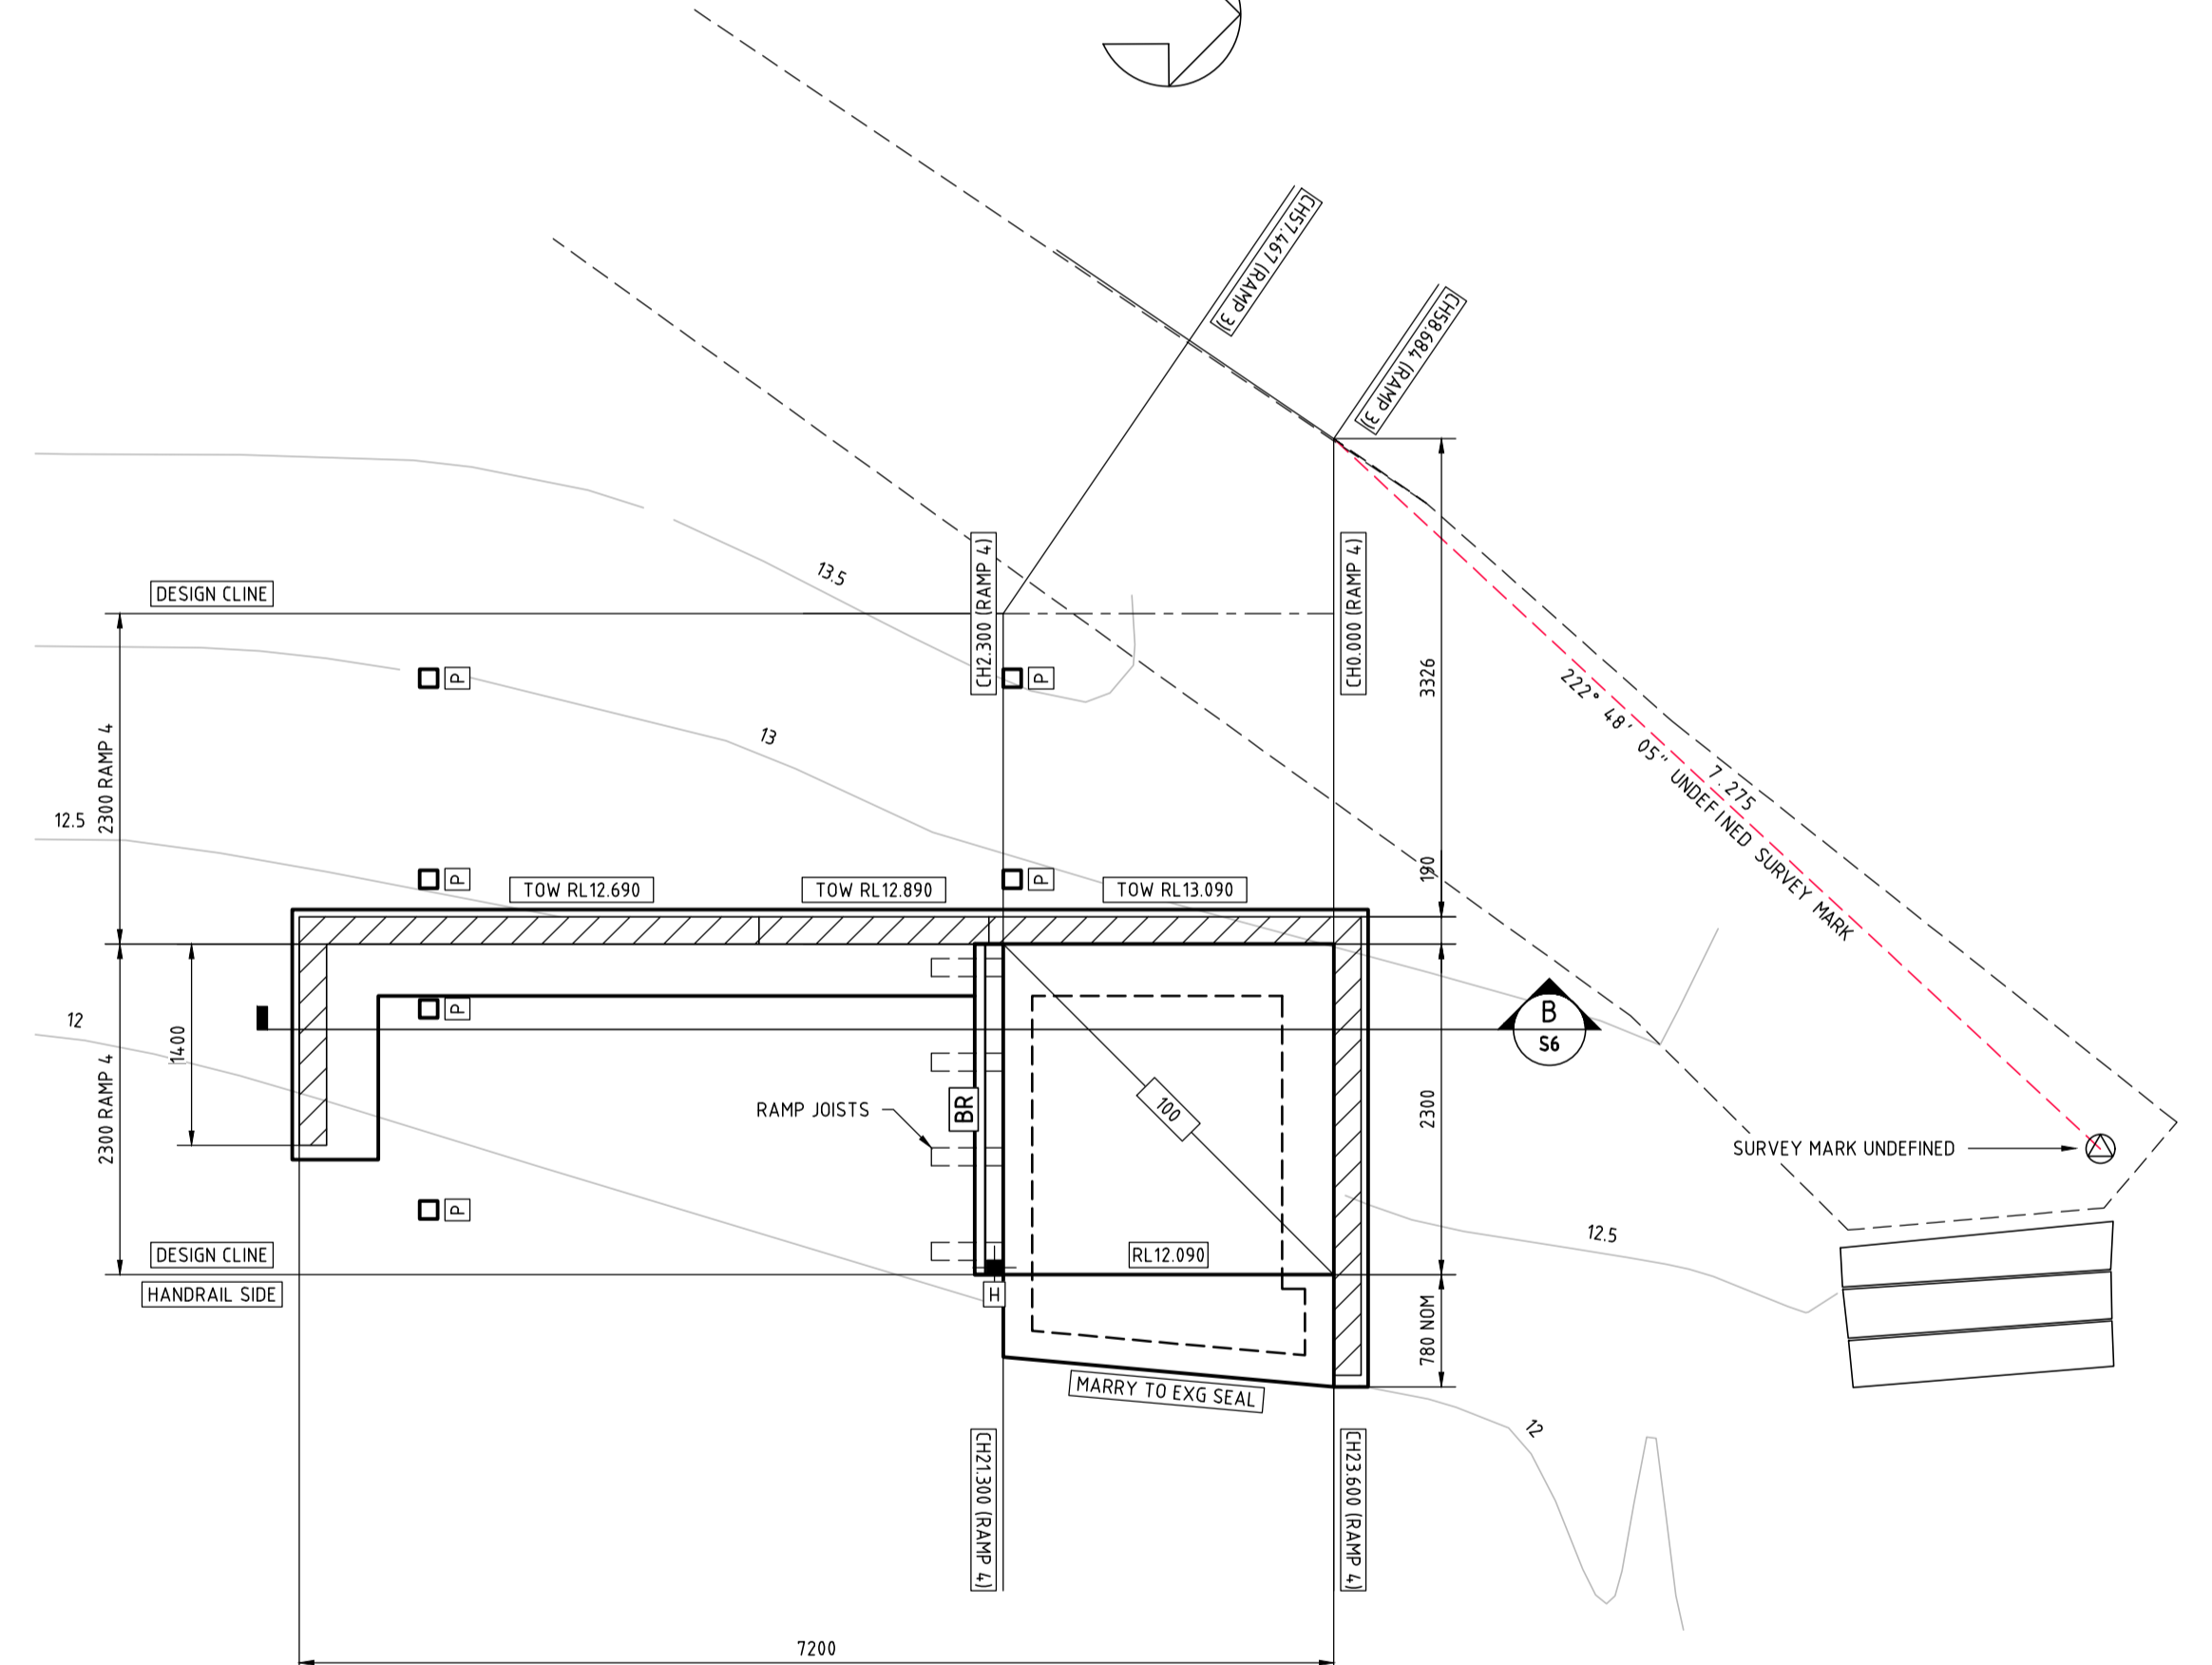 CH57.467 (RAMP 3)
CH58.684 (RAMP 3)
DESIGN CLINE
13.5
CH2.300 (RAMP 4)
CH0.000 (RAMP 4)
P
P
3326
222° 48' 05" UNDEFINED SURVEY MARK
7.275
13
2300 RAMP 4
12.5
P
P
190
TOW RL12.690
TOW RL12.890
TOW RL13.090
12
P
B
S6
1400
2300 RAMP 4
RAMP JOISTS
BR
100
2300
SURVEY MARK UNDEFINED
P
12.5
DESIGN CLINE
RL12.090
HANDRAIL SIDE
H
780 NOM
MARRY TO EXG SEAL
12
CH21.300 (RAMP 4)
CH23.600 (RAMP 4)
7200